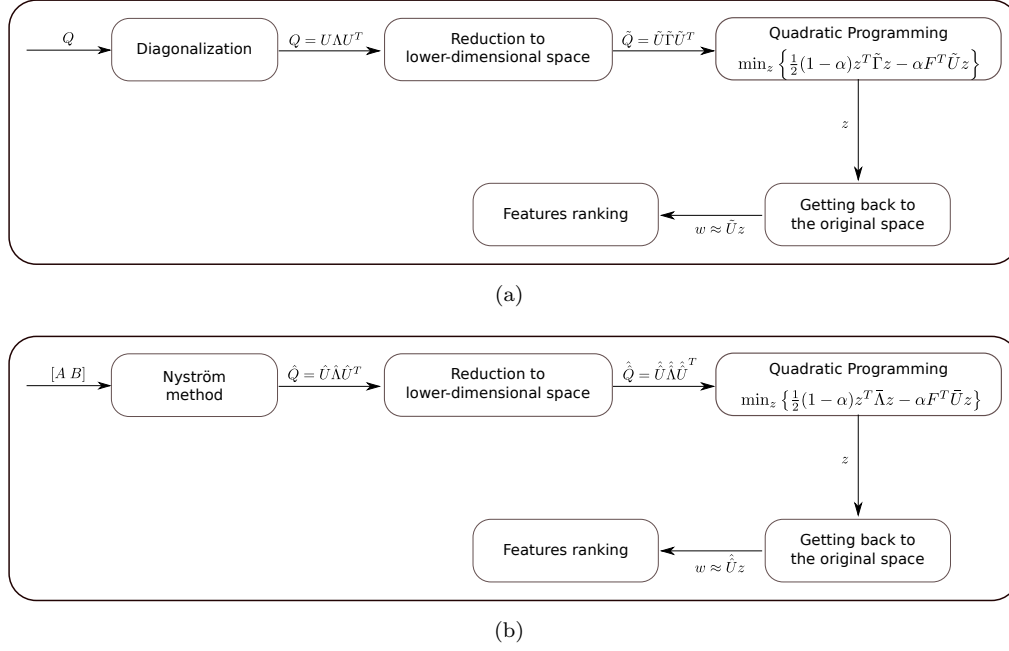 Q
Diagonalization
Q = UΛU^T
Reduction to
lower-dimensional space
Q̃ = ŨΓ̃Ũ^T
Quadratic Programming
min_z {½(1 − α)z^T Γ̃z − αF^T Ũz}
z
Getting back to
the original space
w ≈ Ũz
Features ranking
(a)
[A B]
Nyström
method
Q̂ = ÛΛ̂Û^T
Reduction to
lower-dimensional space
Q̂̂ = Û̂Λ̂̂Û̂^T
Quadratic Programming
min_z {½(1 − α)z^T Λ̄z − αF^T Ūz}
z
Getting back to
the original space
w ≈ Û̂z
Features ranking
(b)